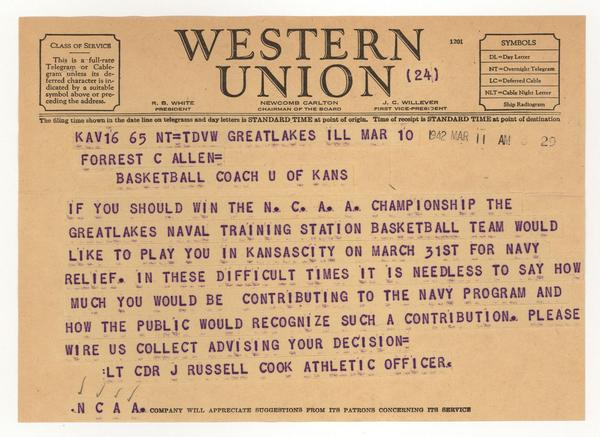 CLASS OF SERVICE
This is a full-rate
Telegram or Cable-
gram unless its de-
ferred character is in-
dicated by a suitable
symbol above or pre-
ceding the address.
WESTERN
UNION
1201
(24)
R. B. WHITE
PRESIDENT
NEWCOMB CARLTON
CHAIRMAN OF THE BOARD
J. C. WILLEVER
FIRST VICE-PRESIDENT
SYMBOLS
DL=Day Letter
NT=Overnight Telegram
LC=Deferred Cable
NLT=Cable Night Letter
Ship Radiogram
The filing time shown in the date line on telegrams and day letters is STANDARD TIME at point of origin. Time of receipt is STANDARD TIME at point of destination
KAV16 65 NT=TDVW GREATLAKES ILL MAR 10 1942 MAR 11 AM 29
FORREST C ALLEN=
BASKETBALL COACH U OF KANS
IF YOU SHOULD WIN THE N. C. A. A. CHAMPIONSHIP THE
GREATLAKES NAVAL TRAINING STATION BASKETBALL TEAM WOULD
LIKE TO PLAY YOU IN KANSASCITY ON MARCH 31ST FOR NAVY
RELIEF. IN THESE DIFFICULT TIMES IT IS NEEDLESS TO SAY HOW
MUCH YOU WOULD BE CONTRIBUTING TO THE NAVY PROGRAM AND
HOW THE PUBLIC WOULD RECOGNIZE SUCH A CONTRIBUTION. PLEASE
WIRE US COLLECT ADVISING YOUR DECISION=
:LT CDR J RUSSELL COOK ATHLETIC OFFICER.
.N C A A. COMPANY WILL APPRECIATE SUGGESTIONS FROM ITS PATRONS CONCERNING ITS SERVICE